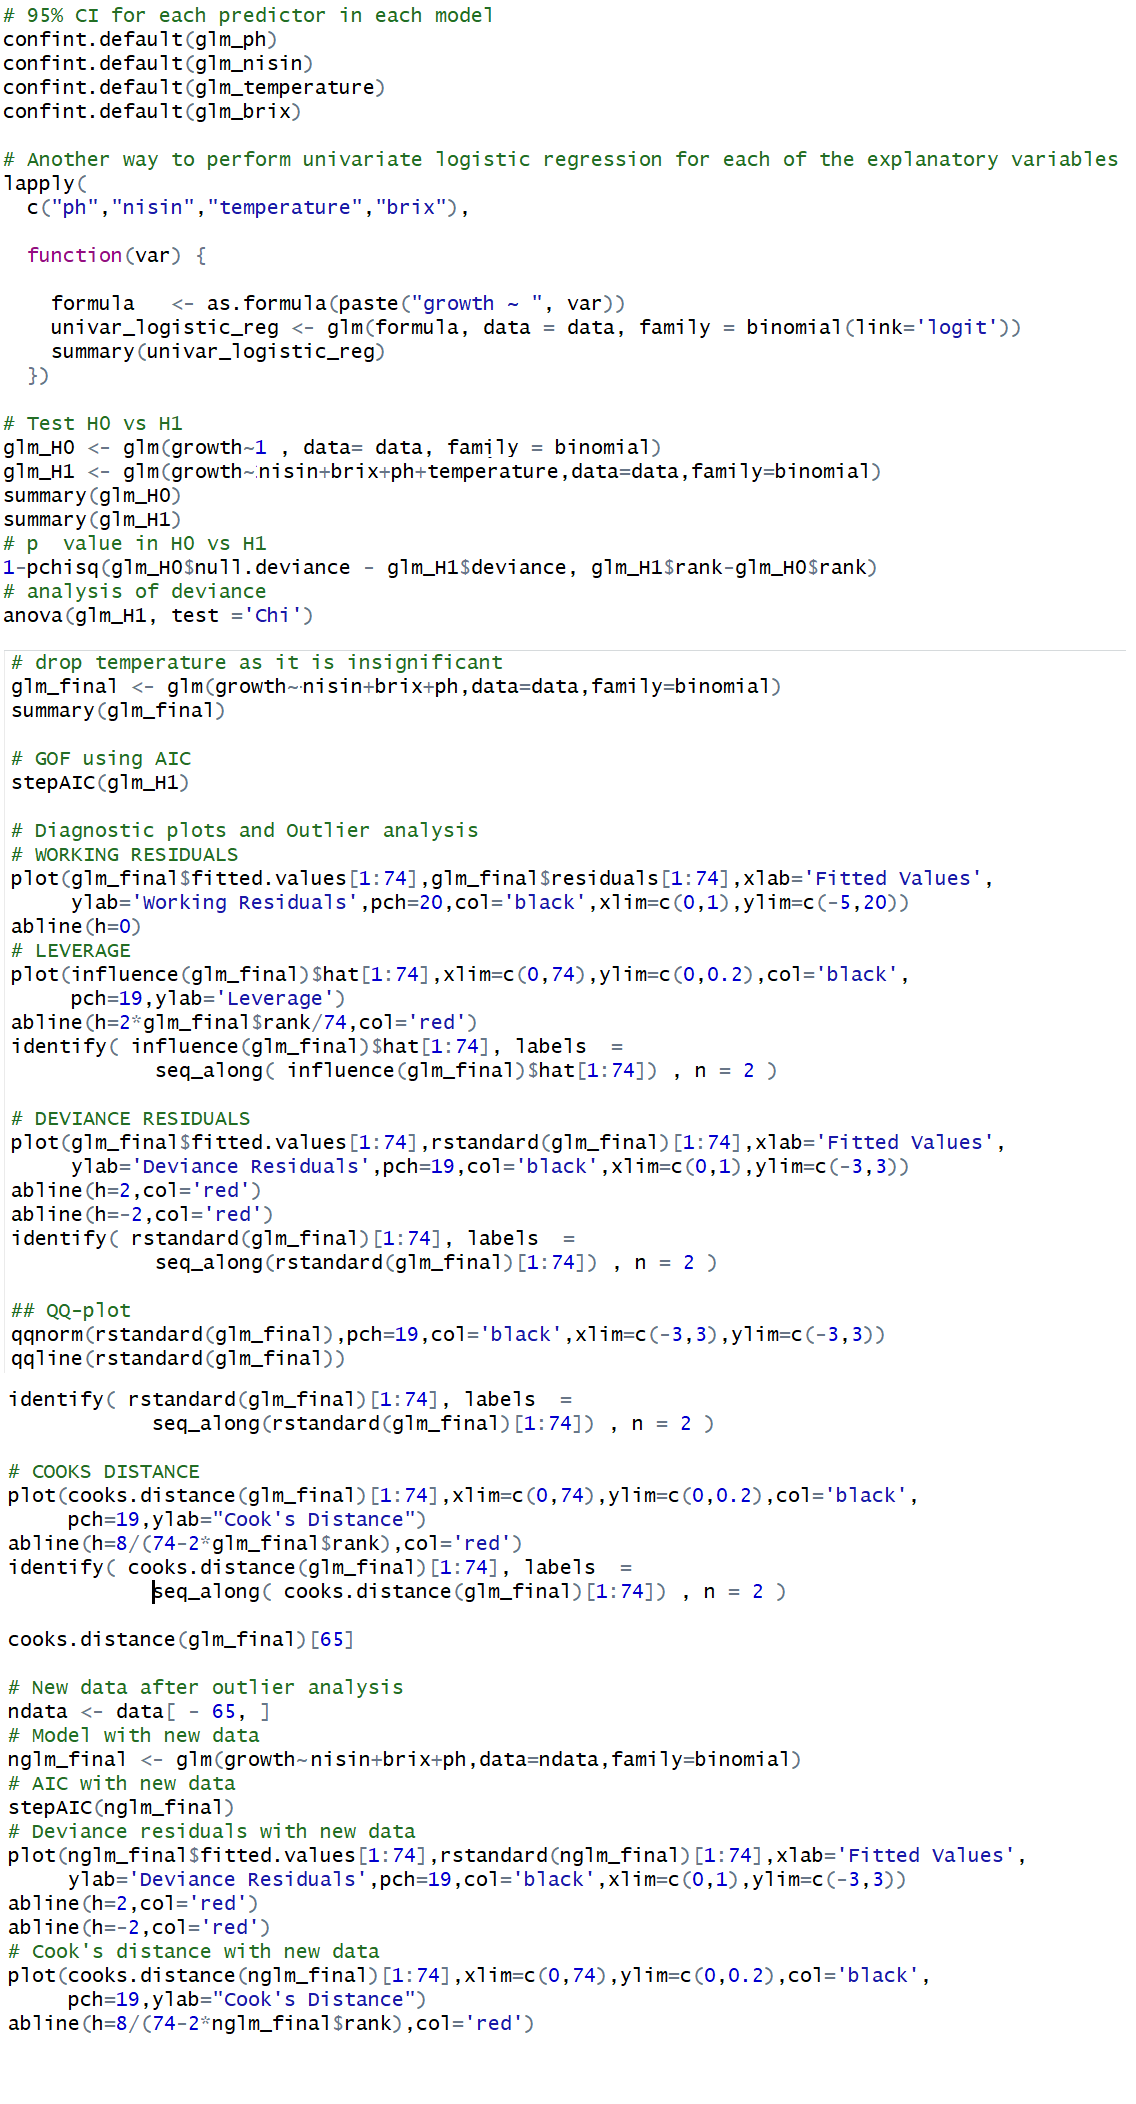 # 95% CI for each predictor in each model
confint.default(glm_ph)
confint.default(glm_nisin)
confint.default(glm_temperature)
confint.default(glm_brix)

# Another way to perform univariate logistic regression for each of the explanatory variables
lapply(
  c("ph","nisin","temperature","brix"),

  function(var) {

    formula   <- as.formula(paste("growth ~ ", var))
    univar_logistic_reg <- glm(formula, data = data, family = binomial(link='logit'))
    summary(univar_logistic_reg)
  })

# Test H0 vs H1
glm_H0 <- glm(growth~1 , data= data, family = binomial)
glm_H1 <- glm(growth~nisin+brix+ph+temperature,data=data,family=binomial)
summary(glm_H0)
summary(glm_H1)
# p  value in H0 vs H1
1-pchisq(glm_H0$null.deviance - glm_H1$deviance, glm_H1$rank-glm_H0$rank)
# analysis of deviance
anova(glm_H1, test ='Chi')

# drop temperature as it is insignificant
glm_final <- glm(growth~nisin+brix+ph,data=data,family=binomial)
summary(glm_final)

# GOF using AIC
stepAIC(glm_H1)

# Diagnostic plots and Outlier analysis
# WORKING RESIDUALS
plot(glm_final$fitted.values[1:74],glm_final$residuals[1:74],xlab='Fitted Values',
     ylab='Working Residuals',pch=20,col='black',xlim=c(0,1),ylim=c(-5,20))
abline(h=0)
# LEVERAGE
plot(influence(glm_final)$hat[1:74],xlim=c(0,74),ylim=c(0,0.2),col='black',
     pch=19,ylab='Leverage')
abline(h=2*glm_final$rank/74,col='red')
identify( influence(glm_final)$hat[1:74], labels  =
            seq_along( influence(glm_final)$hat[1:74]) , n = 2 )

# DEVIANCE RESIDUALS
plot(glm_final$fitted.values[1:74],rstandard(glm_final)[1:74],xlab='Fitted Values',
     ylab='Deviance Residuals',pch=19,col='black',xlim=c(0,1),ylim=c(-3,3))
abline(h=2,col='red')
abline(h=-2,col='red')
identify( rstandard(glm_final)[1:74], labels  =
            seq_along(rstandard(glm_final)[1:74]) , n = 2 )

## QQ-plot
qqnorm(rstandard(glm_final),pch=19,col='black',xlim=c(-3,3),ylim=c(-3,3))
qqline(rstandard(glm_final))

identify( rstandard(glm_final)[1:74], labels  =
            seq_along(rstandard(glm_final)[1:74]) , n = 2 )

# COOKS DISTANCE
plot(cooks.distance(glm_final)[1:74],xlim=c(0,74),ylim=c(0,0.2),col='black',
     pch=19,ylab="Cook's Distance")
abline(h=8/(74-2*glm_final$rank),col='red')
identify( cooks.distance(glm_final)[1:74], labels  =
            seq_along( cooks.distance(glm_final)[1:74]) , n = 2 )

cooks.distance(glm_final)[65]

# New data after outlier analysis
ndata <- data[ - 65, ]
# Model with new data
nglm_final <- glm(growth~nisin+brix+ph,data=ndata,family=binomial)
# AIC with new data
stepAIC(nglm_final)
# Deviance residuals with new data
plot(nglm_final$fitted.values[1:74],rstandard(nglm_final)[1:74],xlab='Fitted Values',
     ylab='Deviance Residuals',pch=19,col='black',xlim=c(0,1),ylim=c(-3,3))
abline(h=2,col='red')
abline(h=-2,col='red')
# Cook's distance with new data
plot(cooks.distance(nglm_final)[1:74],xlim=c(0,74),ylim=c(0,0.2),col='black',
     pch=19,ylab="Cook's Distance")
abline(h=8/(74-2*nglm_final$rank),col='red')